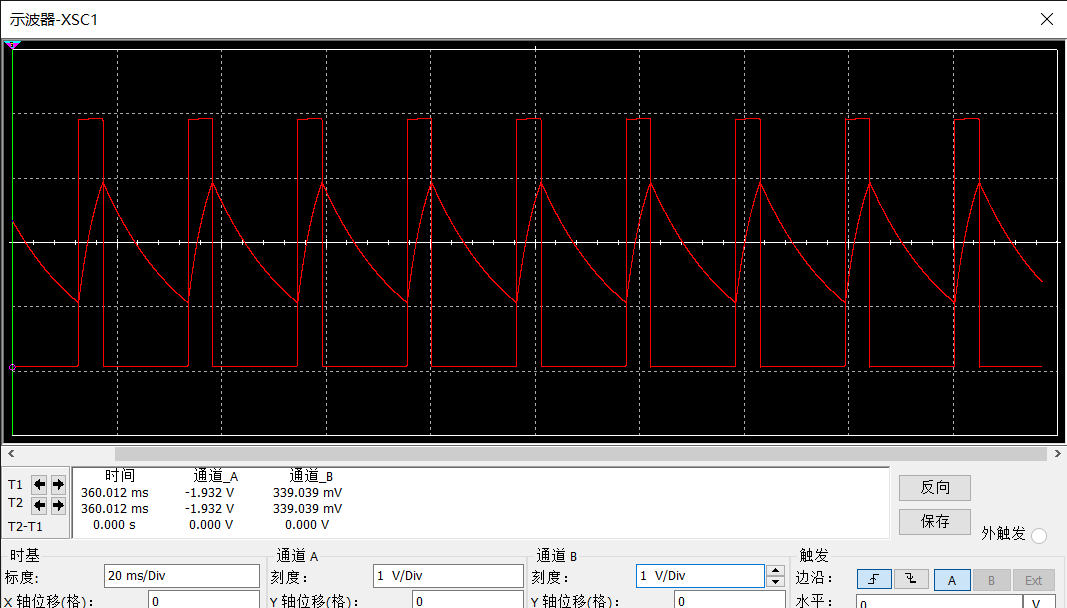 示波器-XSC1
时间 通道_A 通道_B
T1 360.012 ms -1.932 V 339.039 mV
T2 360.012 ms -1.932 V 339.039 mV
T2-T1 0.000 s 0.000 V 0.000 V
反向
保存
外触发
时基
标度: 20 ms/Div
X 轴位移(格): 0
通道 A
刻度: 1 V/Div
Y 轴位移(格): 0
通道 B
刻度: 1 V/Div
Y 轴位移(格): 0
触发
边沿: A B Ext
水平: 0 V